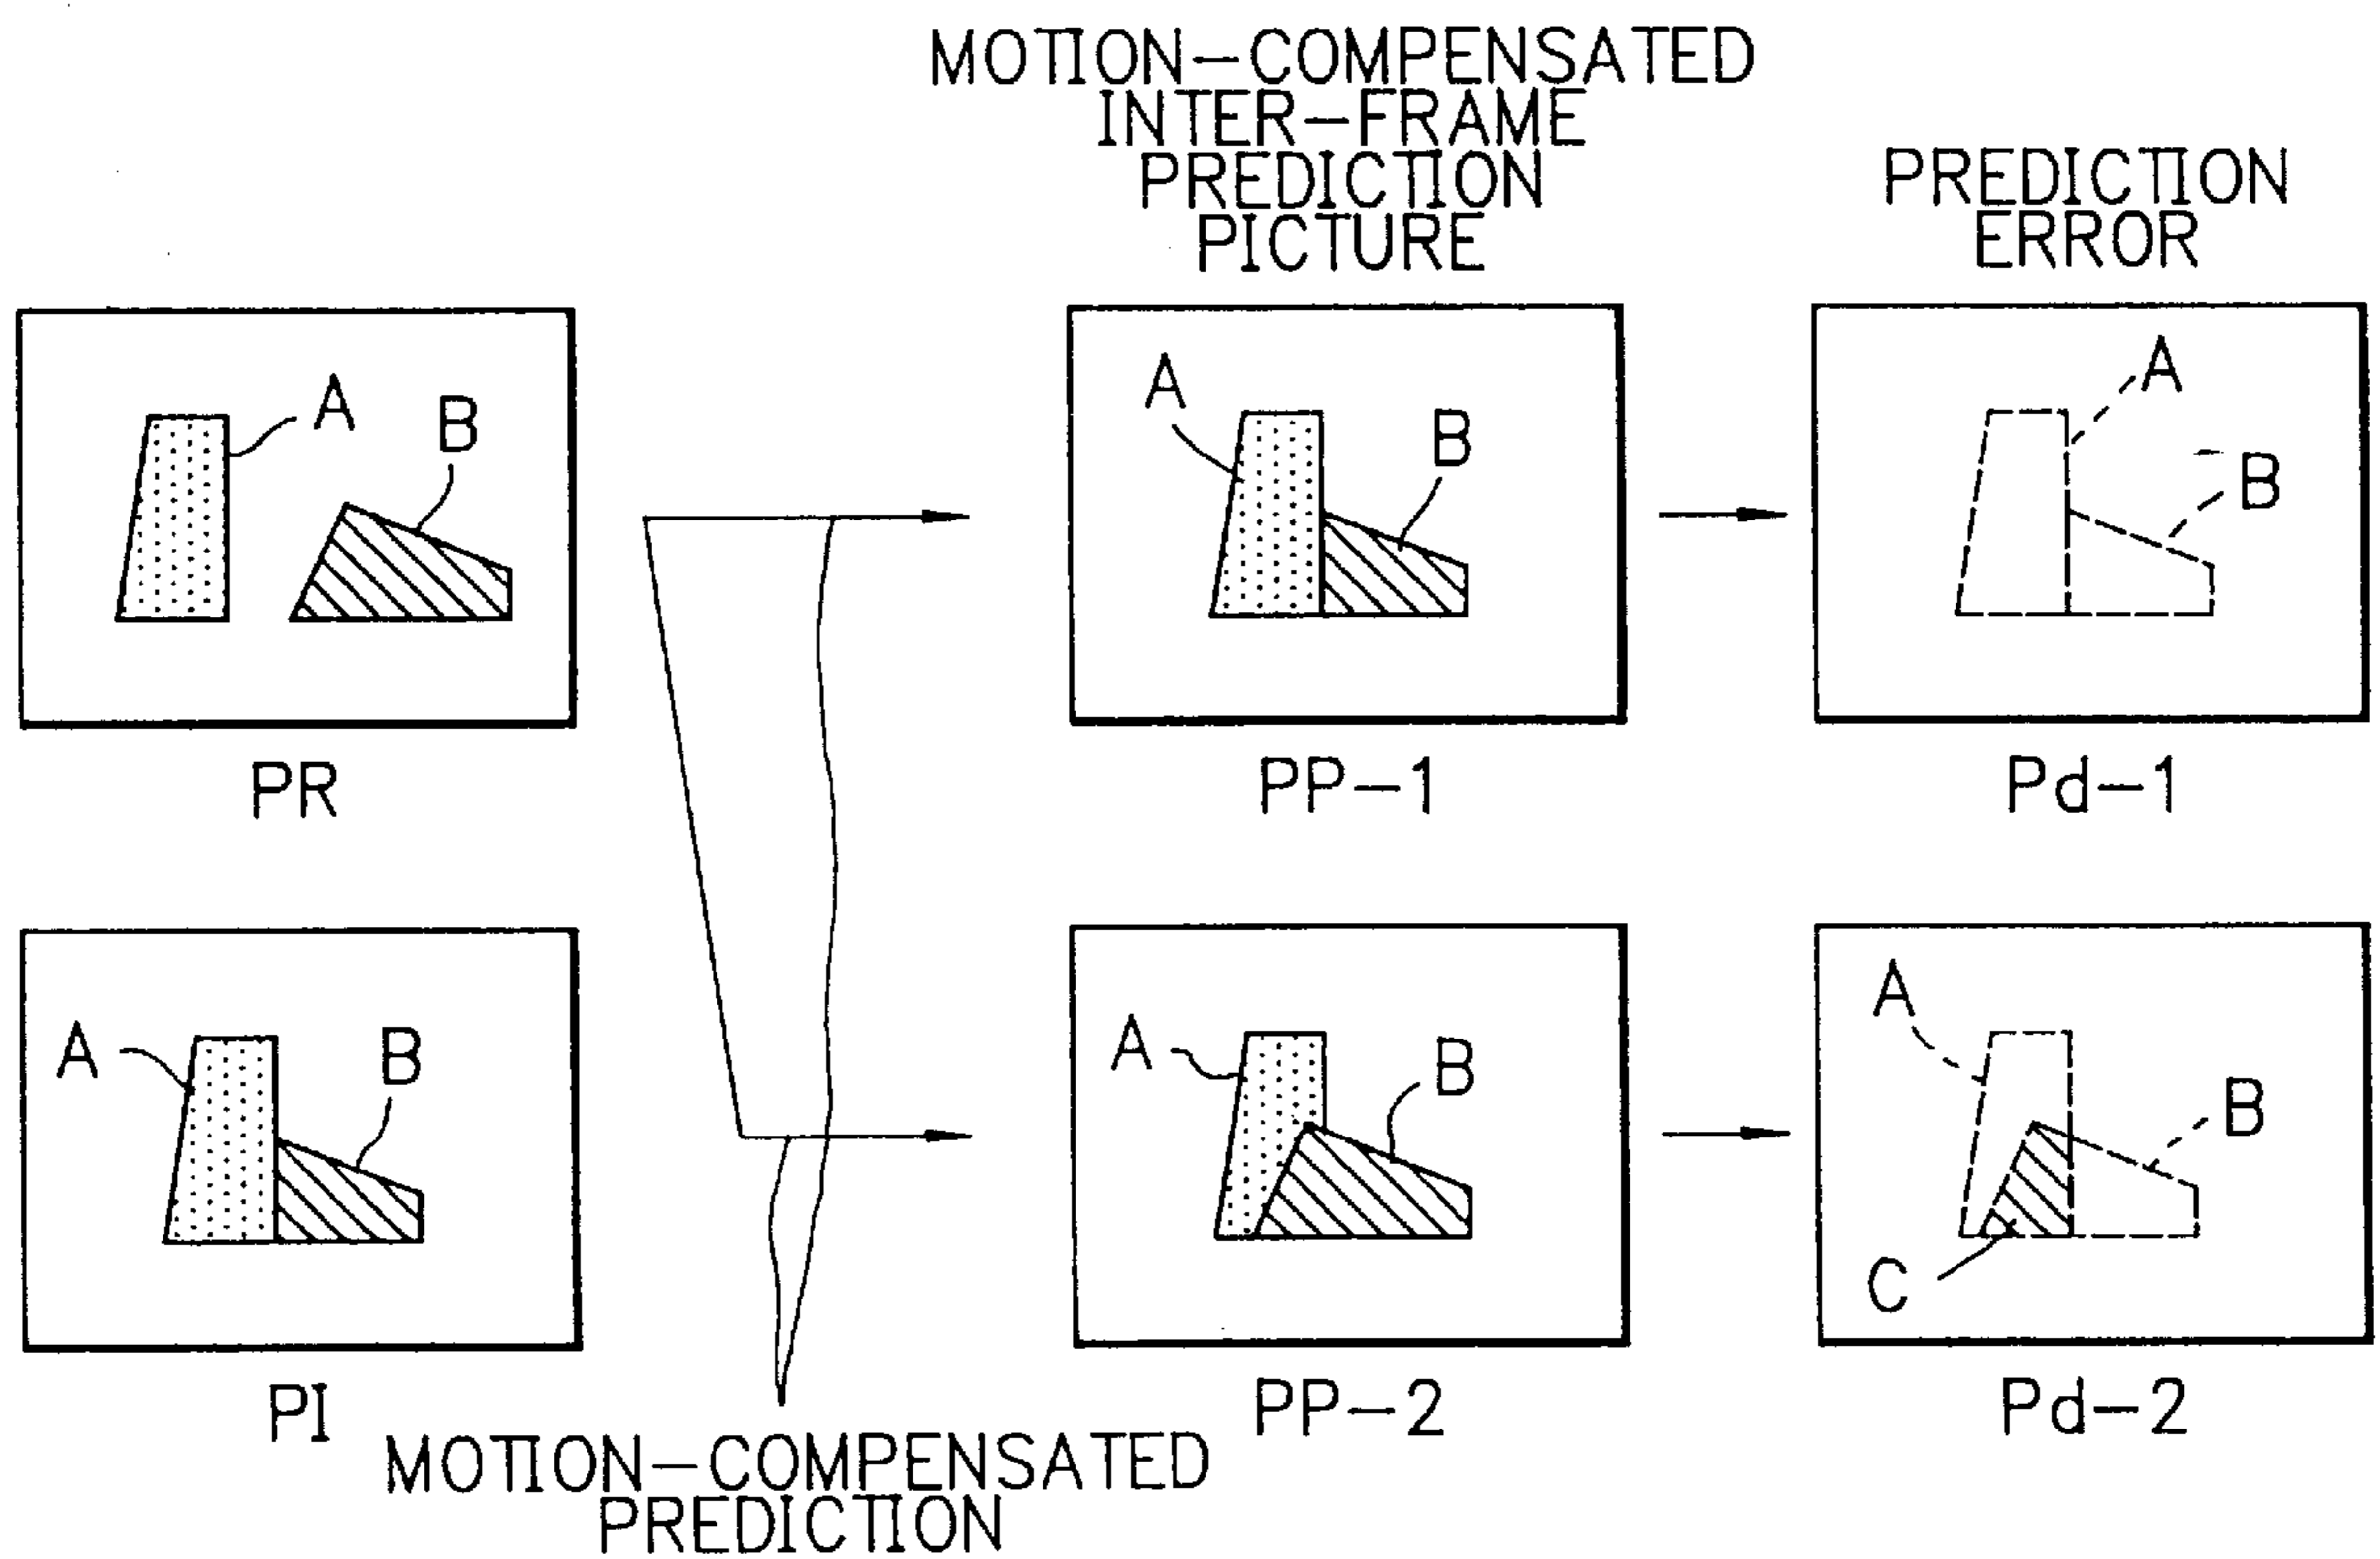 MOTION-COMPENSATED
INTER-FRAME
PREDICTION
PICTURE
PREDICTION
ERROR
A
B
PR
A
B
PP-1
A
B
Pd-1
A
B
PI
A
B
PP-2
A
B
C
Pd-2
MOTION-COMPENSATED
PREDICTION